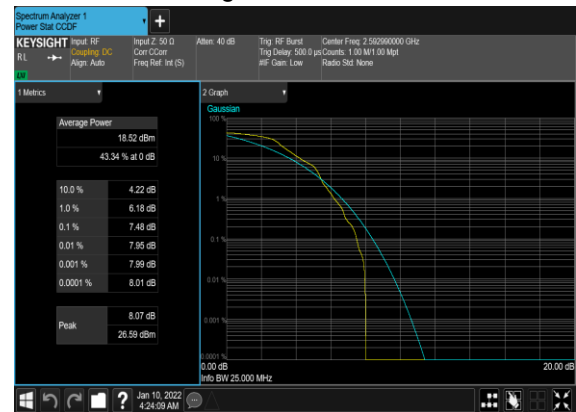 Spectrum Analyzer 1
Power Stat CCDF
+
KEYSIGHT
RL
LXI
Input: RF
Coupling: DC
Align: Auto
Input Z: 50 Ω
Corr CCorr
Freq Ref: Int (S)
Atten: 40 dB
Trig: RF Burst
Trig Delay: 500.0 µs
#IF Gain: Low
Center Freq: 2.592990000 GHz
Counts: 1.00 M/1.00 Mpt
Radio Std: None
1 Metrics
Average Power
18.52 dBm
43.34 % at 0 dB
10.0 % 4.22 dB
1.0 % 6.18 dB
0.1 % 7.48 dB
0.01 % 7.95 dB
0.001 % 7.99 dB
0.0001 % 8.01 dB
Peak
8.07 dB
26.59 dBm
2 Graph
Gaussian
100 %
10 %
1 %
0.1 %
0.01 %
0.001 %
0.0001 %
0.00 dB 20.00 dB
Info BW 25.000 MHz
?
Jan 10, 2022
4:24:09 AM